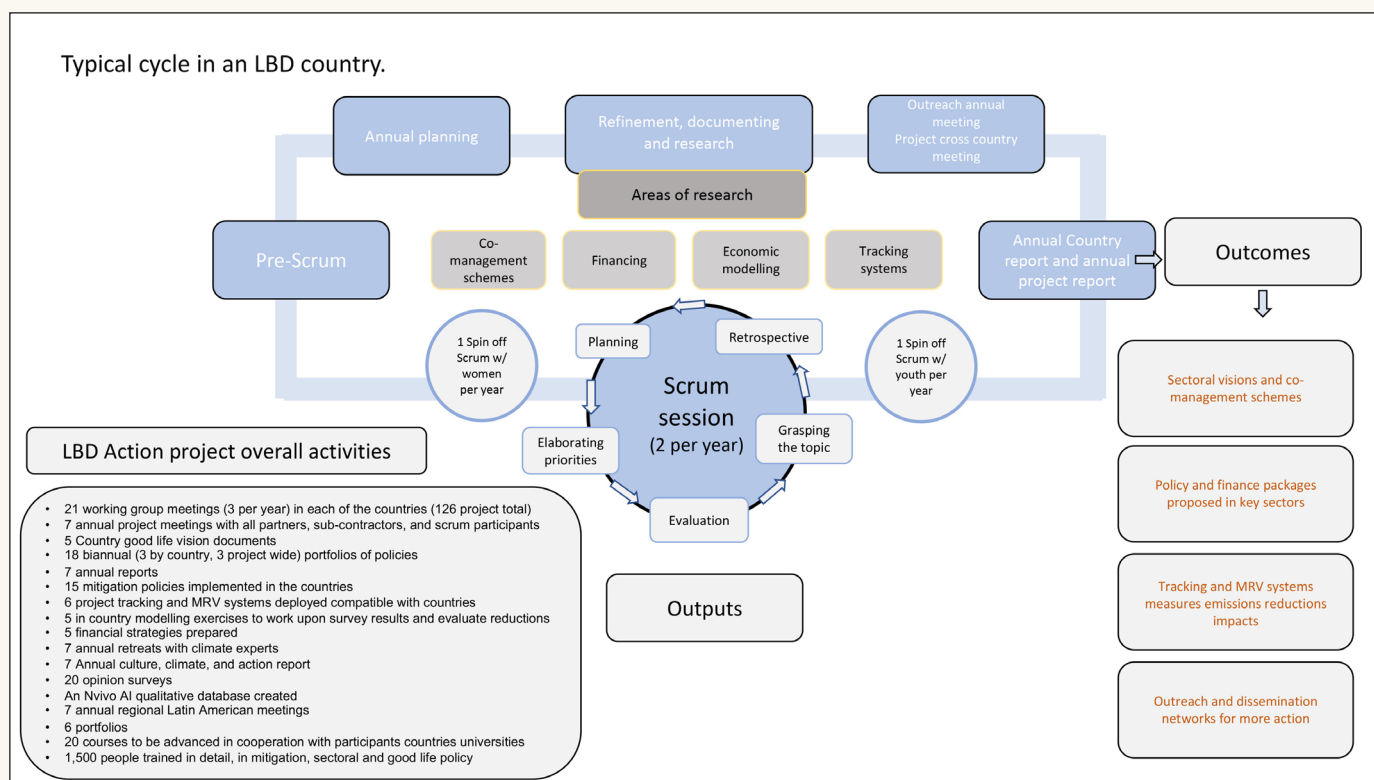 Typical cycle in an LBD country.
Annual planning
Refinement, documenting
and research
Outreach annual
meeting
Project cross country
meeting
Areas of research
Pre-Scrum
Co-
management
schemes
Financing
Economic
modelling
Tracking
systems
Annual Country
report and annual
project report
Outcomes
1 Spin off
Scrum w/
women
per year
Planning
Retrospective
Scrum
session
(2 per year)
Elaborating
priorities
Grasping
the topic
Evaluation
1 Spin off
Scrum w/
youth per
year
Sectoral visions and co-
management schemes
Policy and finance packages
proposed in key sectors
Tracking and MRV systems
measures emissions reductions
impacts
Outreach and dissemination
networks for more action
Outputs
LBD Action project overall activities
• 21 working group meetings (3 per year) in each of the countries (126 project total)
• 7 annual project meetings with all partners, sub-contractors, and scrum participants
• 5 Country good life vision documents
• 18 biannual (3 by country, 3 project wide) portfolios of policies
• 7 annual reports
• 15 mitigation policies implemented in the countries
• 6 project tracking and MRV systems deployed compatible with countries
• 5 in country modelling exercises to work upon survey results and evaluate reductions
• 5 financial strategies prepared
• 7 annual retreats with climate experts
• 7 Annual culture, climate, and action report
• 20 opinion surveys
• An Nvivo AI qualitative database created
• 7 annual regional Latin American meetings
• 6 portfolios
• 20 courses to be advanced in cooperation with participants countries universities
• 1,500 people trained in detail, in mitigation, sectoral and good life policy